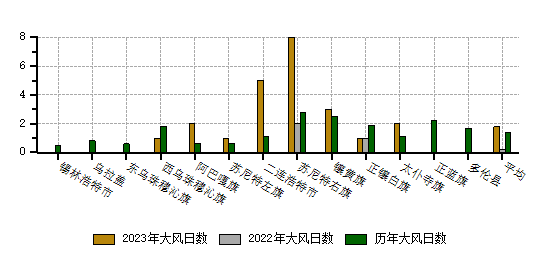 8
6
4
2
0
锡林浩特市
乌拉盖
东乌珠穆沁旗
西乌珠穆沁旗
阿巴嘎旗
苏尼特左旗
二连浩特市
苏尼特右旗
镶黄旗
正镶白旗
太仆寺旗
正蓝旗
多伦县
平均
2023年大风日数
2022年大风日数
历年大风日数